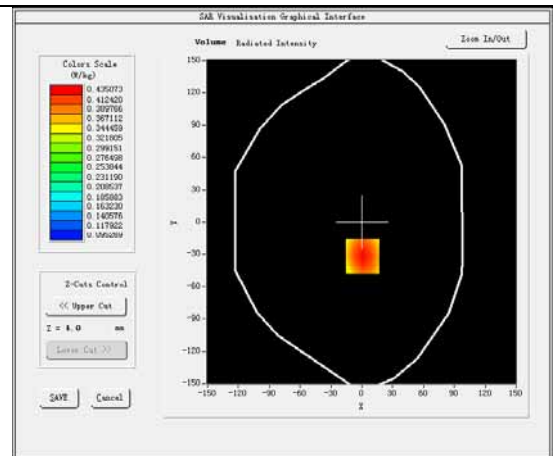 SAR Visualisation Graphical Interface
Volume Radiated Intensity
Zoom In/Out
Colors Scale
(W/kg)
0.435073
0.412420
0.389766
0.367112
0.344459
0.321805
0.299151
0.276498
0.253844
0.231190
0.208537
0.185883
0.163230
0.140576
0.117922
0.095269
Z-Cuts Control
<< Upper Cut
Z = 4.0 mm
Lower Cut >>
SAVE Cancel
150
120
90
60
30
0
-30
-60
-90
-120
-150
Y
-150 -120 -90 -60 -30 0 30 60 90 120 150
X